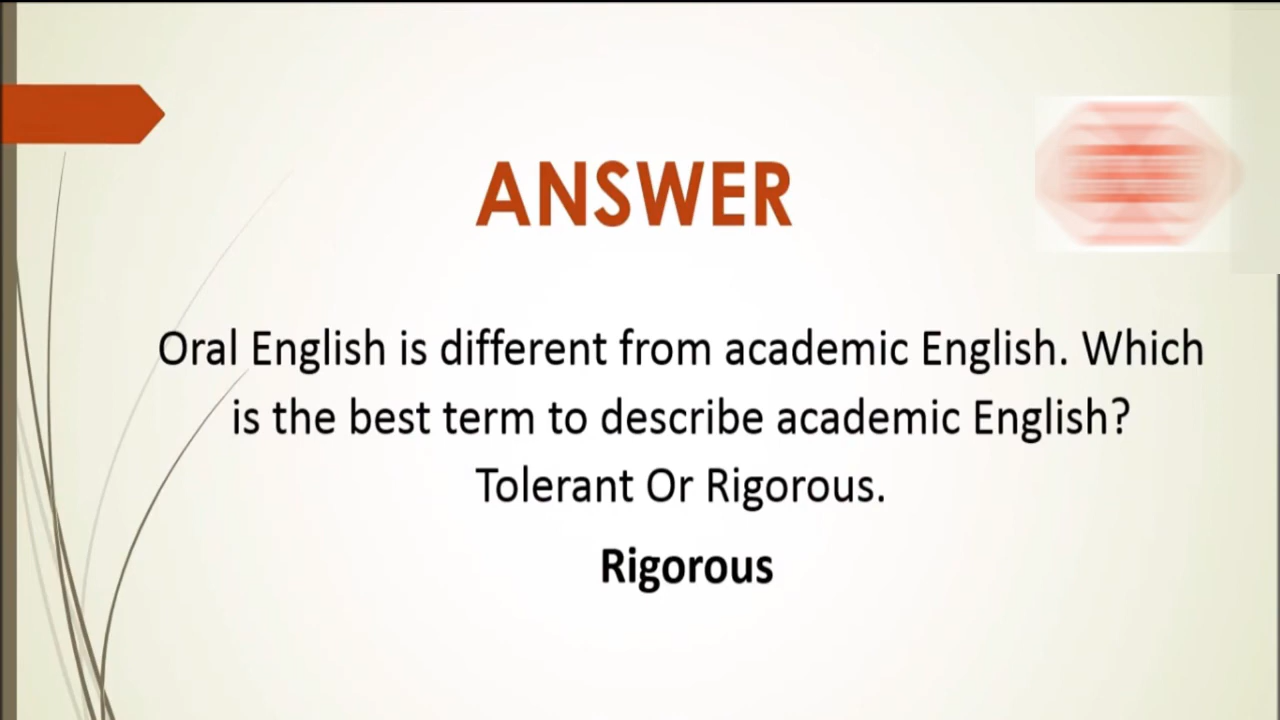 ANSWER
Oral English is different from academic English. Which
is the best term to describe academic English?
Tolerant Or Rigorous.
Rigorous